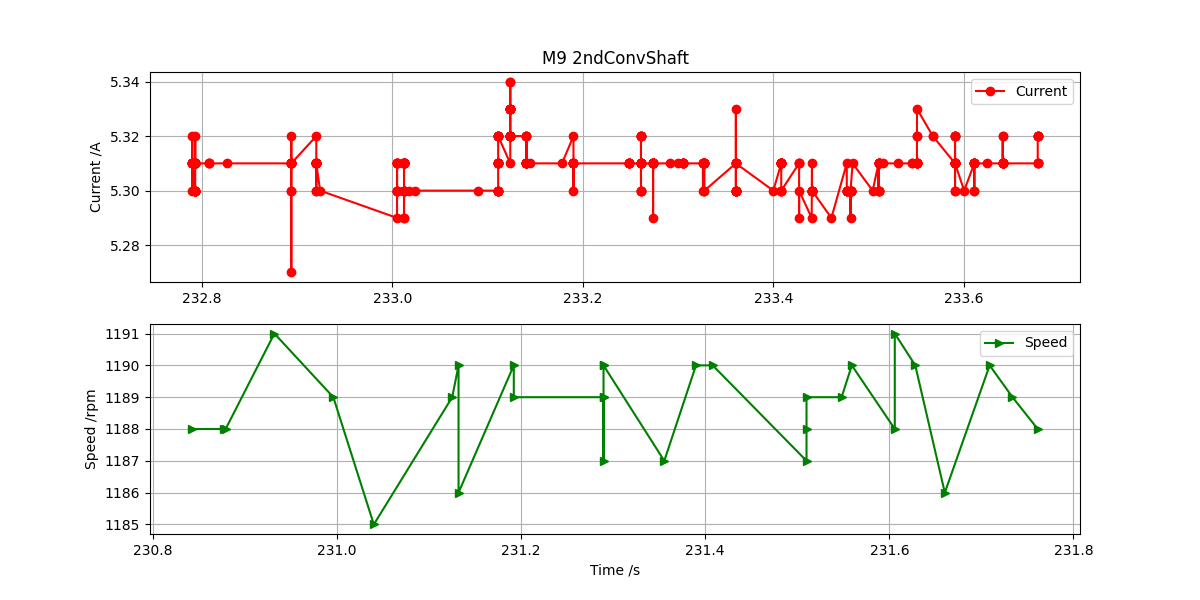 M9 2ndConvShaft
5.34
5.32
5.30
5.28
Current /A
Current
232.8 233.0 233.2 233.4 233.6
1191
1190
1189
1188
1187
1186
1185
Speed /rpm
Speed
230.8 231.0 231.2 231.4 231.6 231.8
Time /s